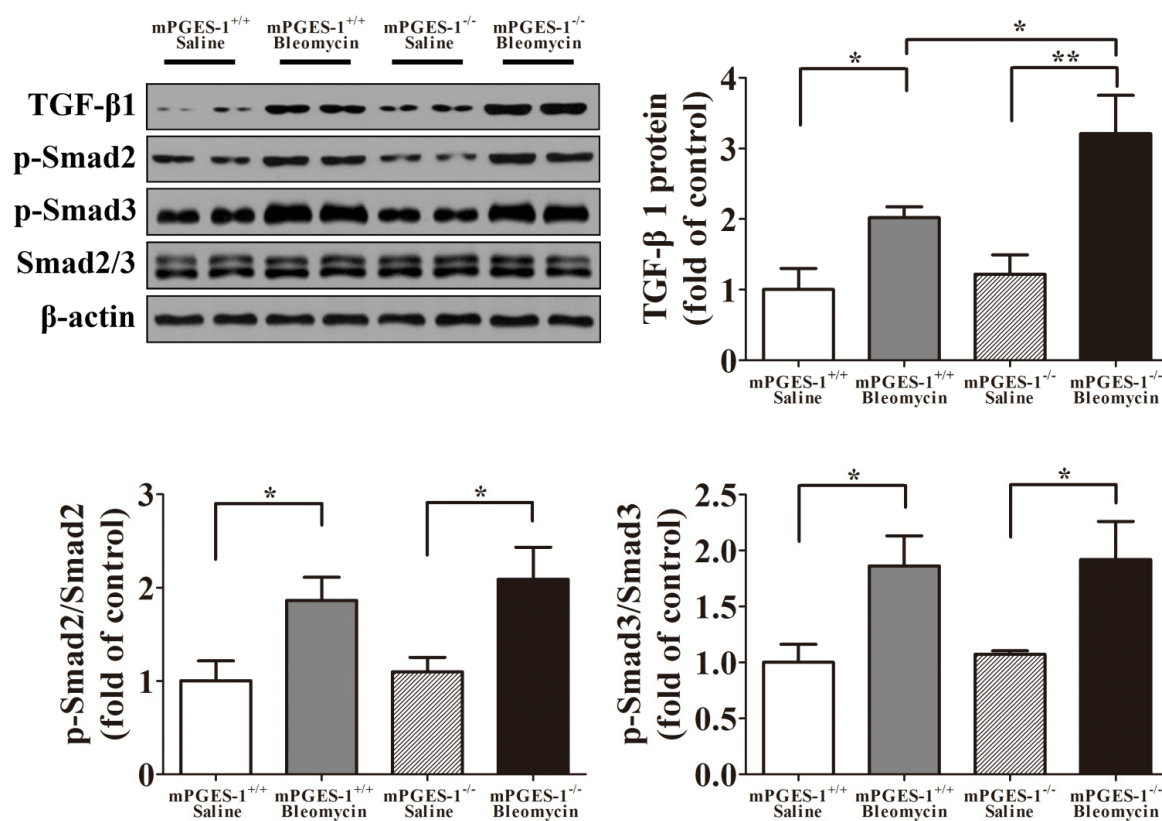 mPGES-1+/+ mPGES-1+/+ mPGES-1-/- mPGES-1-/-
Saline Bleomycin Saline Bleomycin
TGF-β1
p-Smad2
p-Smad3
Smad2/3
β-actin
TGF-β 1 protein
(fold of control)
4
3
2
1
0
* * **
mPGES-1+/+ mPGES-1+/+ mPGES-1-/- mPGES-1-/-
Saline Bleomycin Saline Bleomycin
p-Smad2/Smad2
(fold of control)
3
2
1
0
* *
mPGES-1+/+ mPGES-1+/+ mPGES-1-/- mPGES-1-/-
Saline Bleomycin Saline Bleomycin
p-Smad3/Smad3
(fold of control)
2.5
2.0
1.5
1.0
0.5
0.0
* *
mPGES-1+/+ mPGES-1+/+ mPGES-1-/- mPGES-1-/-
Saline Bleomycin Saline Bleomycin